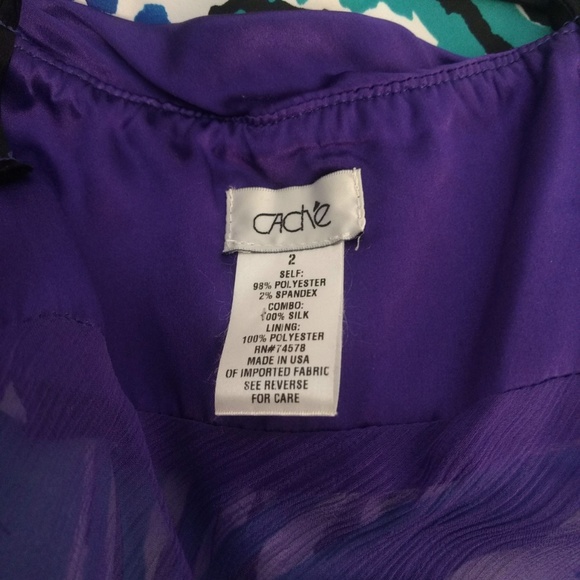 CACHÉ
2
SELF:
98% POLYESTER
2% SPANDEX
COMBO:
100% SILK
LINING:
100% POLYESTER
RN#74578
MADE IN USA
OF IMPORTED FABRIC
SEE REVERSE
FOR CARE